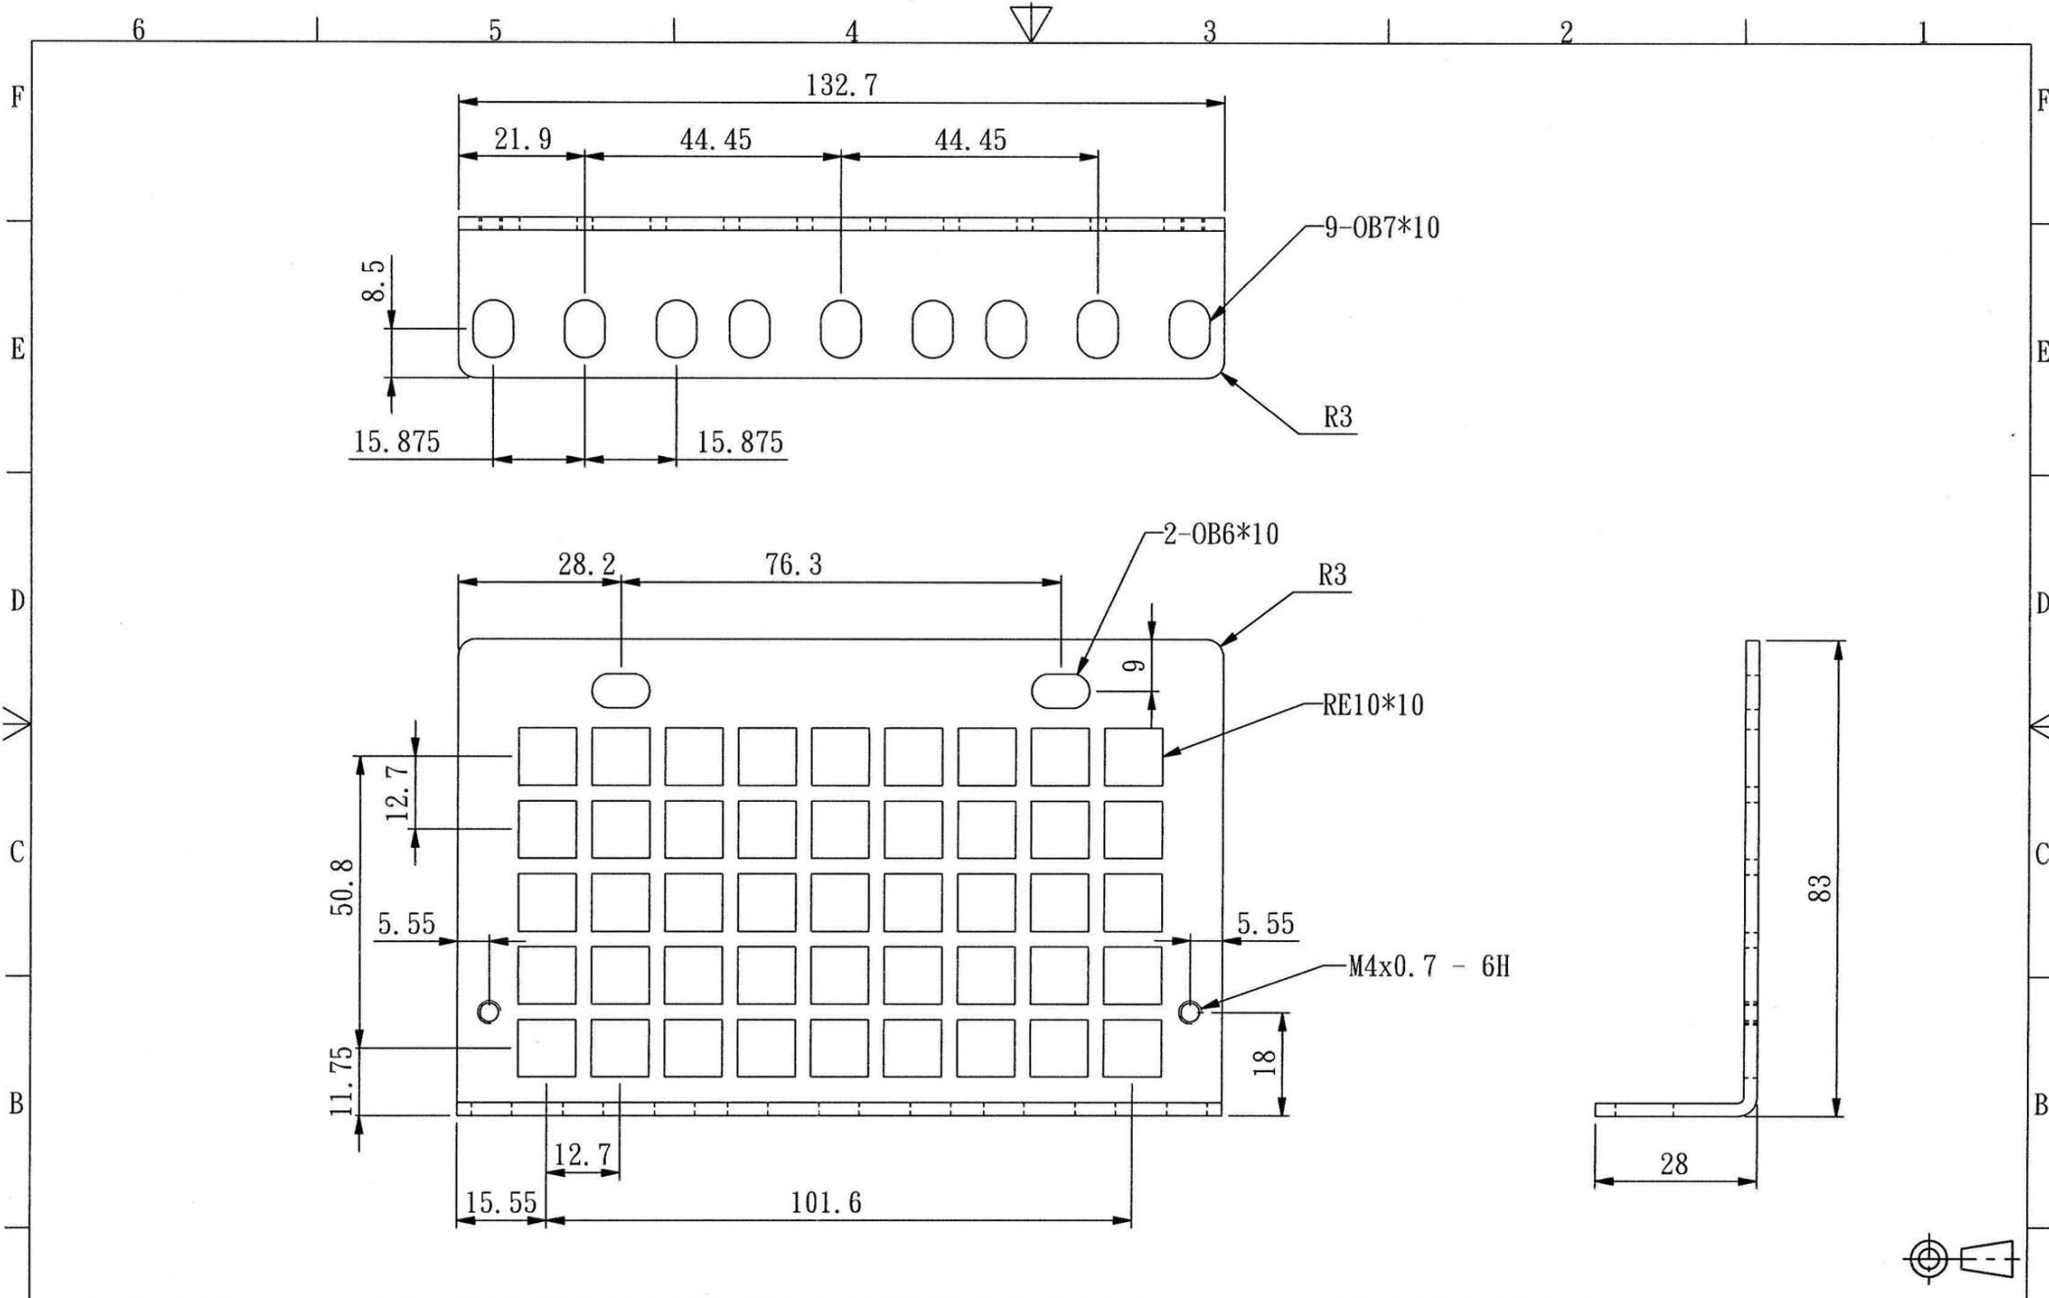 6 5 4 3 2 1
F F
132.7
21.9 44.45 44.45
9-OB7*10
8.5
E E
R3
15.875 15.875
2-OB6*10
28.2 76.3
R3
D D
9
RE10*10
12.7
C C
50.8
83
5.55 5.55
M4x0.7 - 6H
18
11.75
B B
12.7
28
15.55 101.6